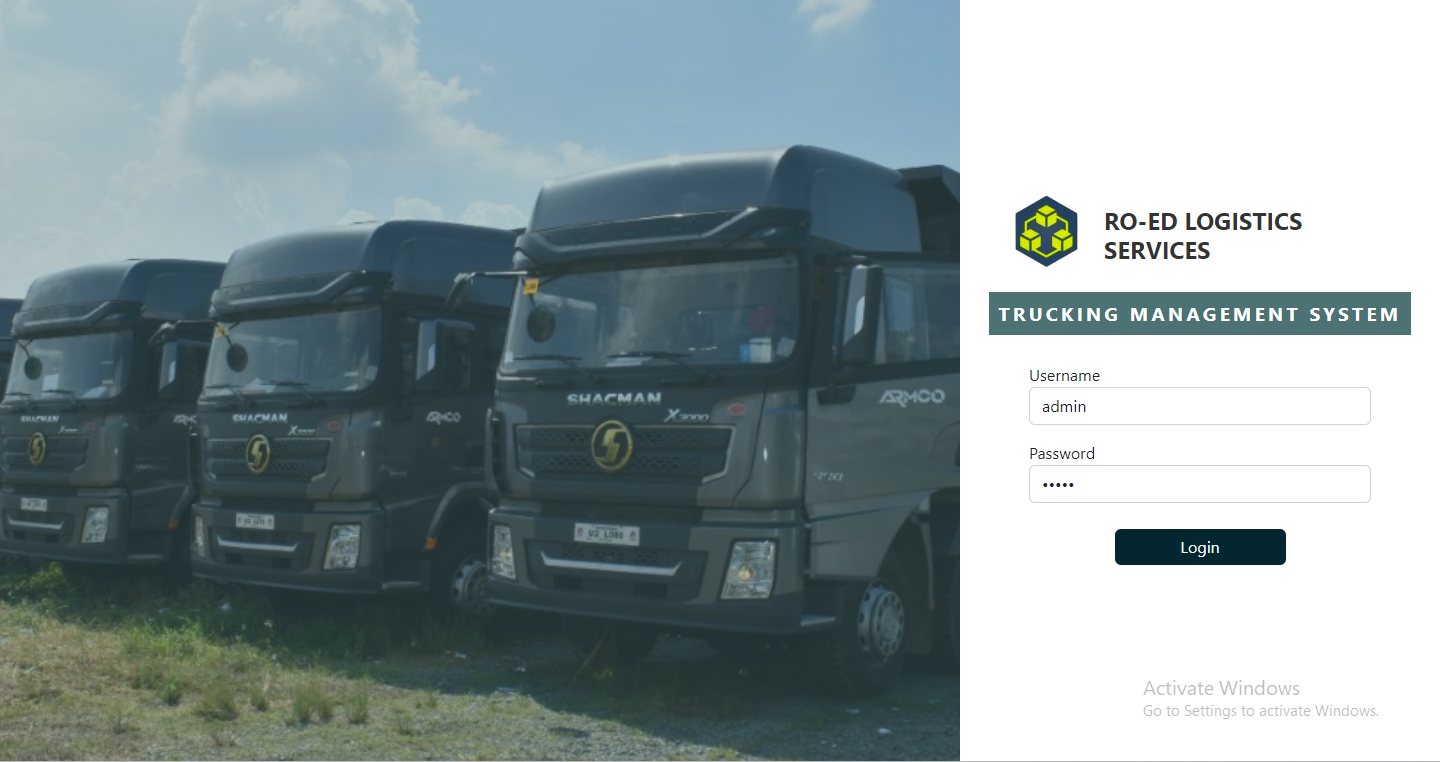 SHACMAN
X3000
ARMCO
SHACMAN
X3000
ARMCO
SHACMAN
RO-ED LOGISTICS
SERVICES
TRUCKING MANAGEMENT SYSTEM
Username
admin
Password
•••••
Login
Activate Windows
Go to Settings to activate Windows.